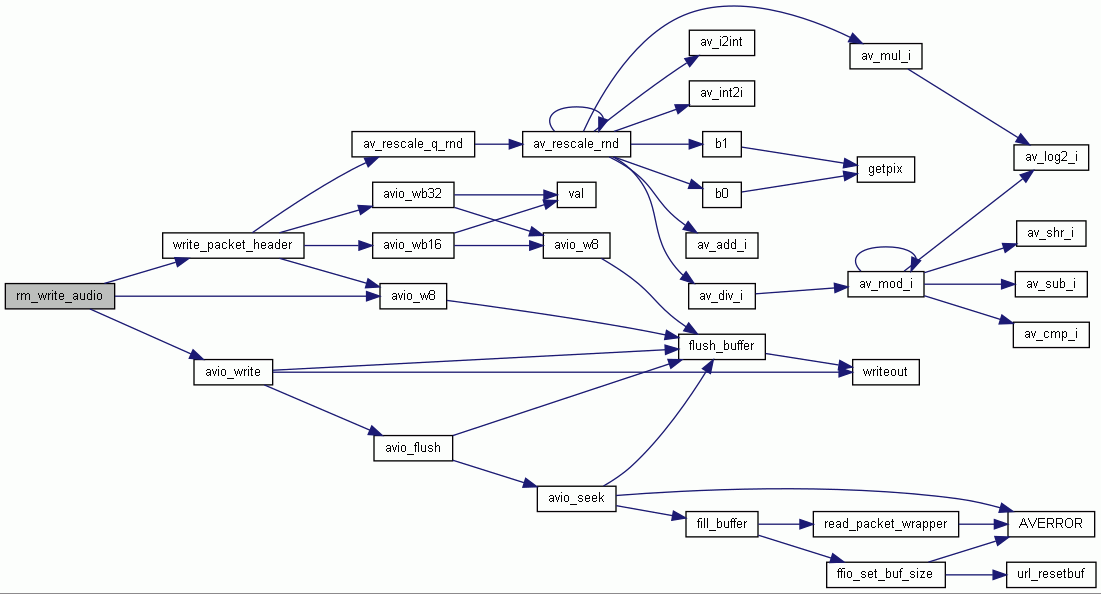 av_i2int
av_mul_i
av_int2i
av_rescale_q_rnd
av_rescale_rnd
b1
av_log2_i
getpix
avio_wb32
val
b0
write_packet_header
avio_wb16
avio_w8
av_add_i
av_shr_i
rm_write_audio
avio_w8
av_div_i
av_mod_i
av_sub_i
av_cmp_i
flush_buffer
avio_write
writeout
avio_flush
avio_seek
fill_buffer
read_packet_wrapper
AVERROR
ffio_set_buf_size
url_resetbuf